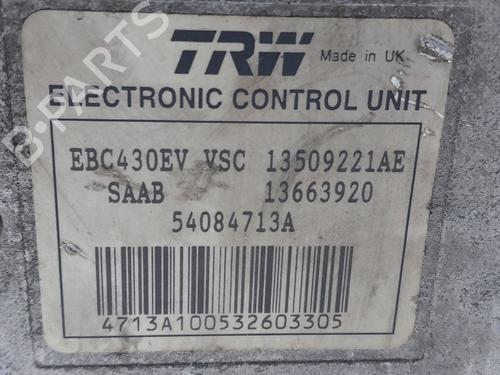 TRW Made in UK
ELECTRONIC CONTROL UNIT
EBC430EV VSC 13509221AE
SAAB 13663920
54084713A
4713A100532603305
B-PARTS